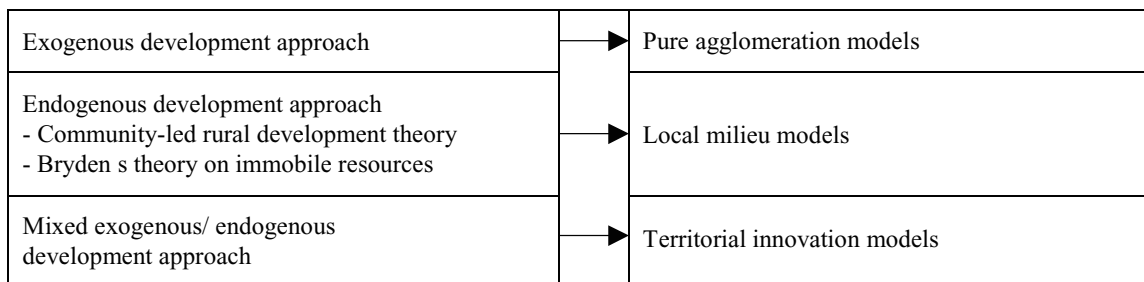 Exogenous development approach
Pure agglomeration models
Endogenous development approach
- Community-led rural development theory
- Bryden s theory on immobile resources
Local milieu models
Mixed exogenous/ endogenous
development approach
Territorial innovation models